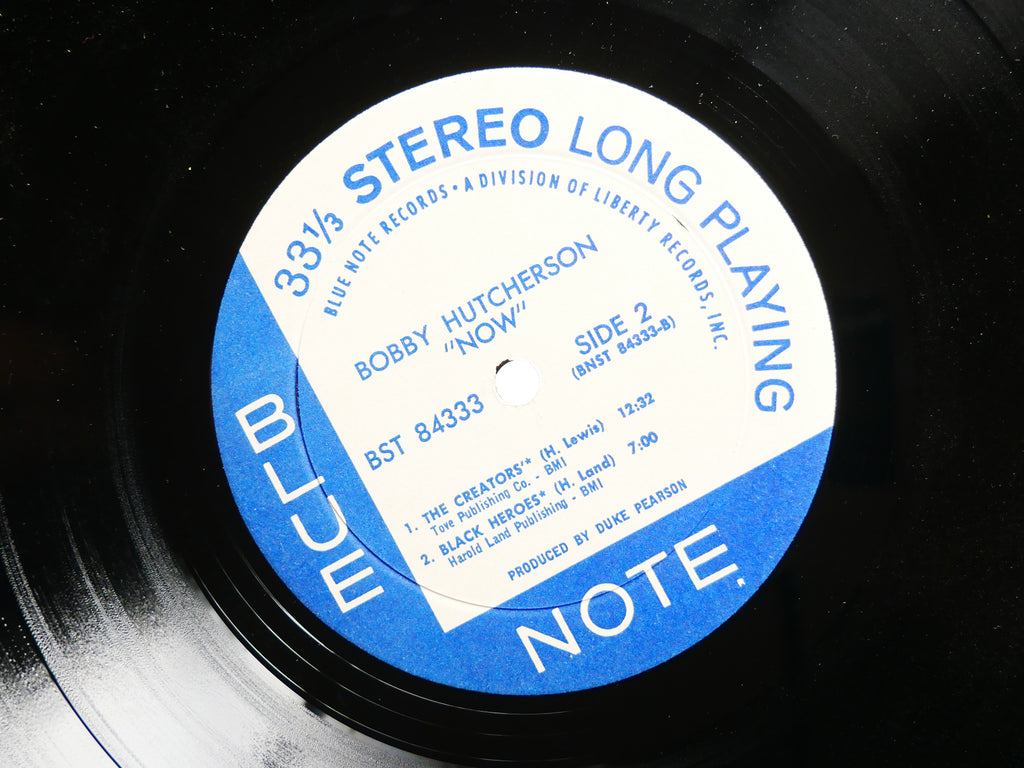 33 1/3 STEREO LONG PLAYING
BLUE NOTE RECORDS • A DIVISION OF LIBERTY RECORDS, INC.
BOBBY HUTCHERSON
"NOW"
SIDE 2
(BNST 84333-B)
BST 84333
1. THE CREATORS'* (H. Lewis) 12:32
Tove Publishing Co. - BMI
2. BLACK HEROES* (H. Land) 7:00
Harold Land Publishing - BMI
PRODUCED BY DUKE PEARSON
BLUE
NOTE.